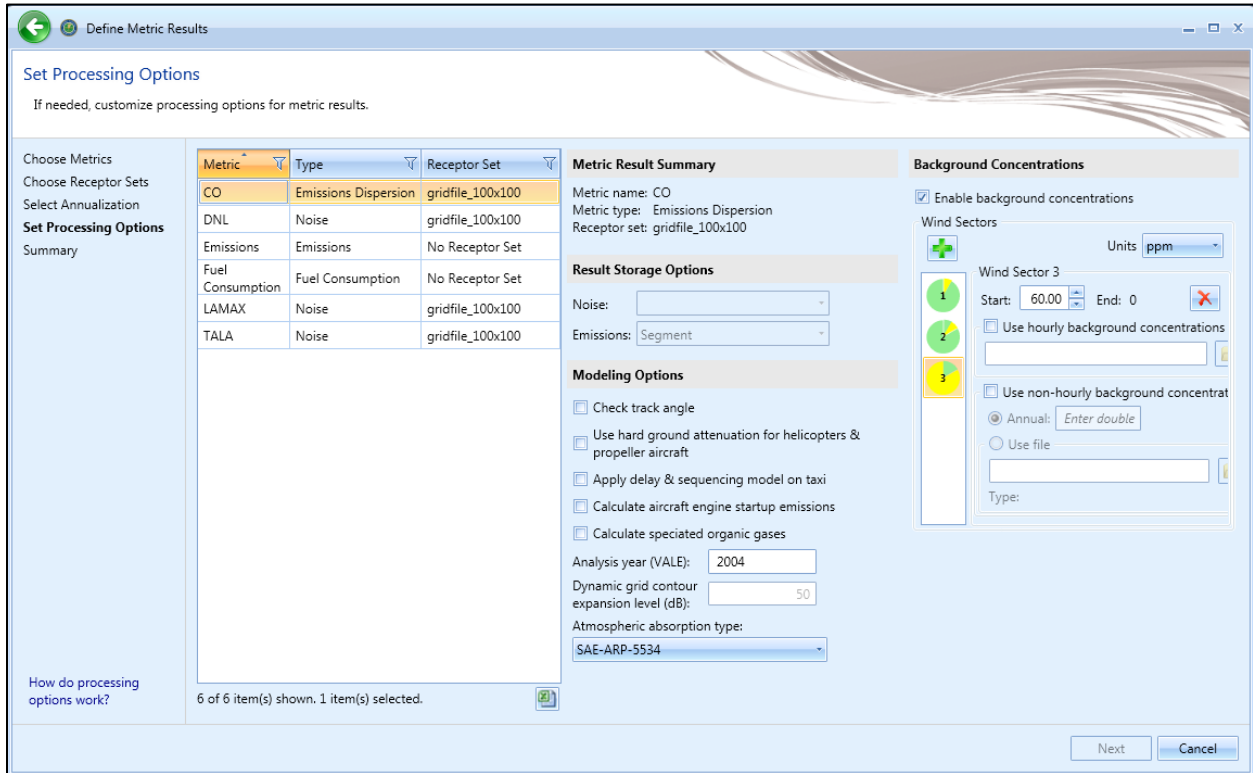 Define Metric Results
Set Processing Options
If needed, customize processing options for metric results.
Choose Metrics
Choose Receptor Sets
Select Annualization
Set Processing Options
Summary
How do processing
options work?
Metric Type Receptor Set
CO Emissions Dispersion gridfile_100x100
DNL Noise gridfile_100x100
Emissions Emissions No Receptor Set
Fuel
Consumption Fuel Consumption No Receptor Set
LAMAX Noise gridfile_100x100
TALA Noise gridfile_100x100
6 of 6 item(s) shown. 1 item(s) selected.
Metric Result Summary
Metric name: CO
Metric type: Emissions Dispersion
Receptor set: gridfile_100x100
Result Storage Options
Noise:
Emissions: Segment
Modeling Options
Check track angle
Use hard ground attenuation for helicopters &
propeller aircraft
Apply delay & sequencing model on taxi
Calculate aircraft engine startup emissions
Calculate speciated organic gases
Analysis year (VALE): 2004
Dynamic grid contour
expansion level (dB): 50
Atmospheric absorption type:
SAE-ARP-5534
Background Concentrations
Enable background concentrations
Wind Sectors
Units ppm
1
2
3
Wind Sector 3
Start: 60.00 End: 0
Use hourly background concentrations
Use non-hourly background concentrat
Annual: Enter double
Use file
Type:
Next Cancel